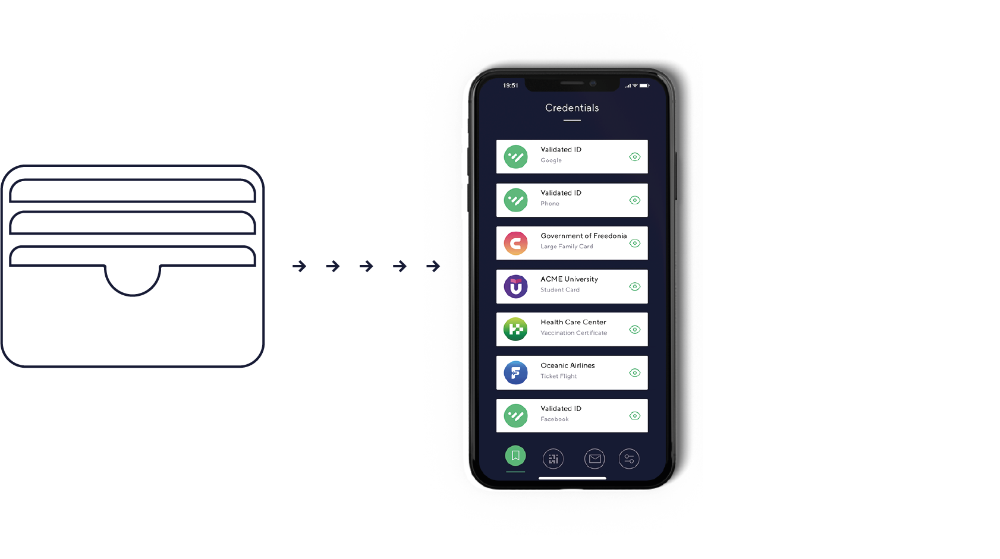 19:51
Credentials
Validated ID
Google
Validated ID
Phone
Government of Freedonia
Large Family Card
ACME University
Student Card
Health Care Center
Vaccination Certificate
Oceanic Airlines
Ticket Flight
Validated ID
Facebook